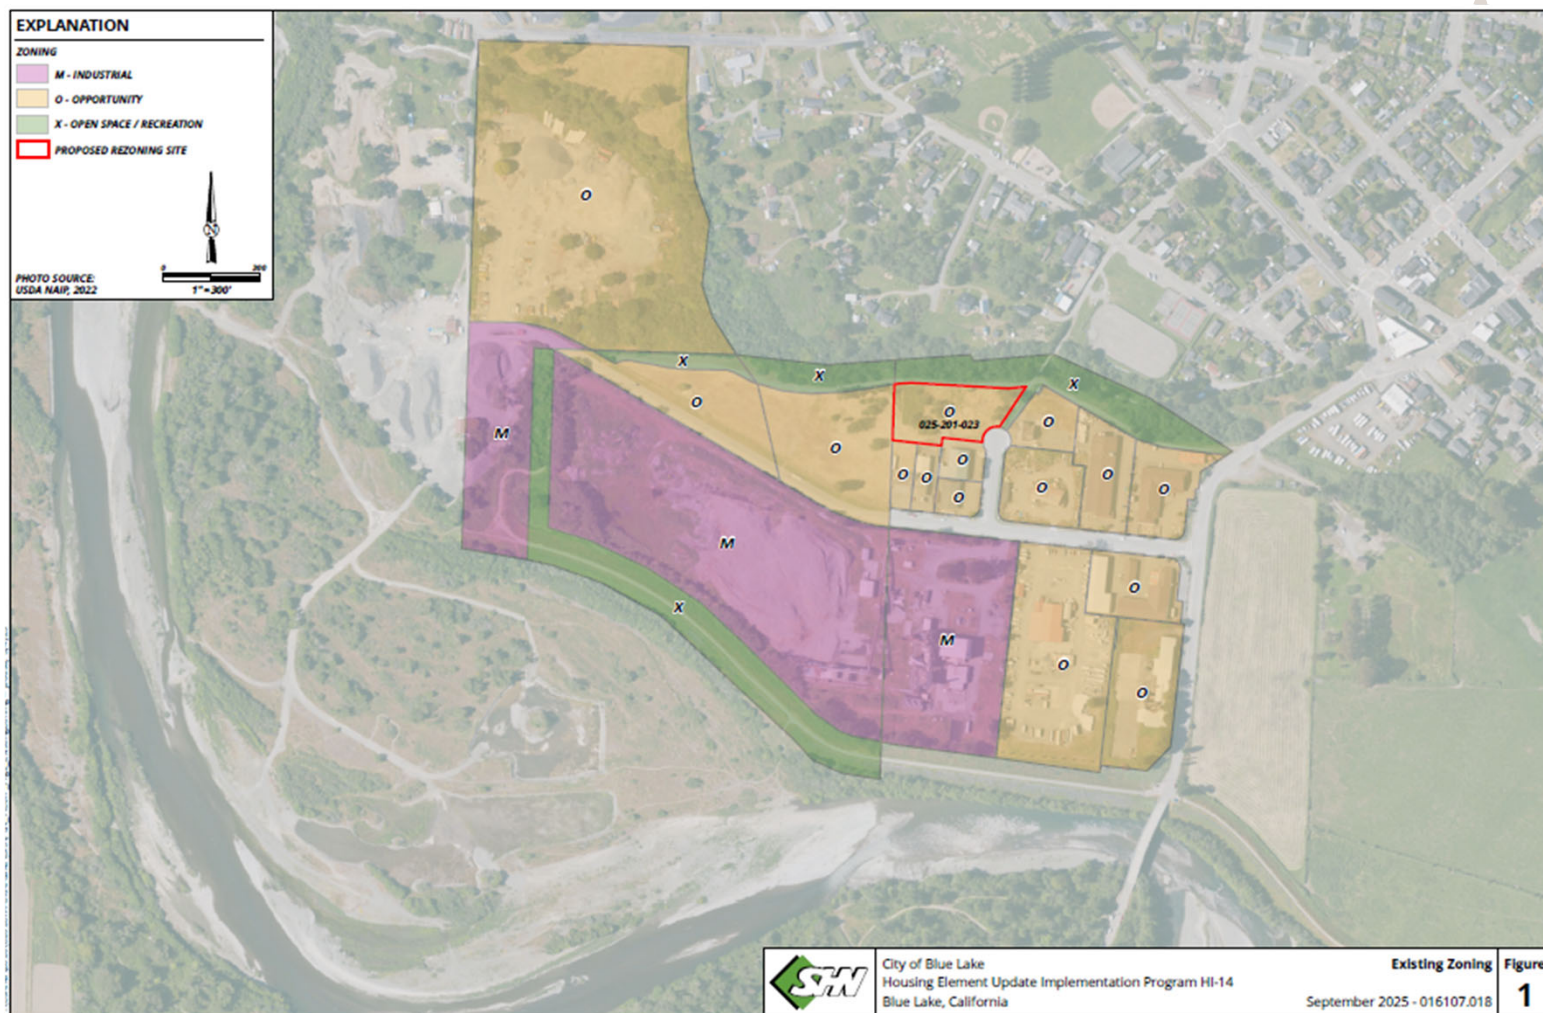 EXPLANATION
ZONING
M - INDUSTRIAL
O - OPPORTUNITY
X - OPEN SPACE / RECREATION
PROPOSED REZONING SITE
N
PHOTO SOURCE:
USDA NAIP, 2022
0 300
1" = 300'
O
X
X
X
O
O
025-201-023
O
M
O
O
O
O
O
O
O
O
O
M
O
X
M
O
O
SHN
City of Blue Lake
Housing Element Update Implementation Program HI-14
Blue Lake, California
Existing Zoning
September 2025 - 016107.018
Figure
1